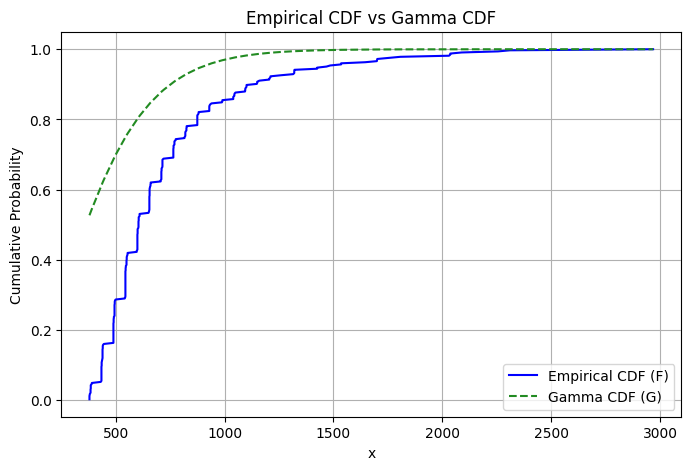 Empirical CDF vs Gamma CDF
1.0
0.8
0.6
0.4
0.2
0.0
Cumulative Probability
Empirical CDF (F)
Gamma CDF (G)
500 1000 1500 2000 2500 3000
x